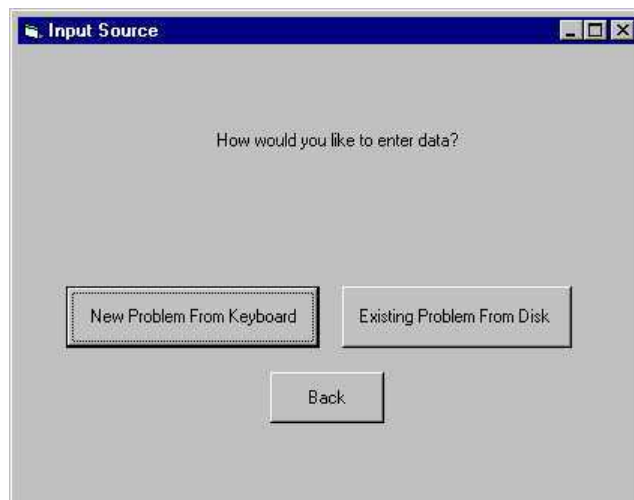 Input Source
How would you like to enter data?
New Problem From Keyboard
Existing Problem From Disk
Back